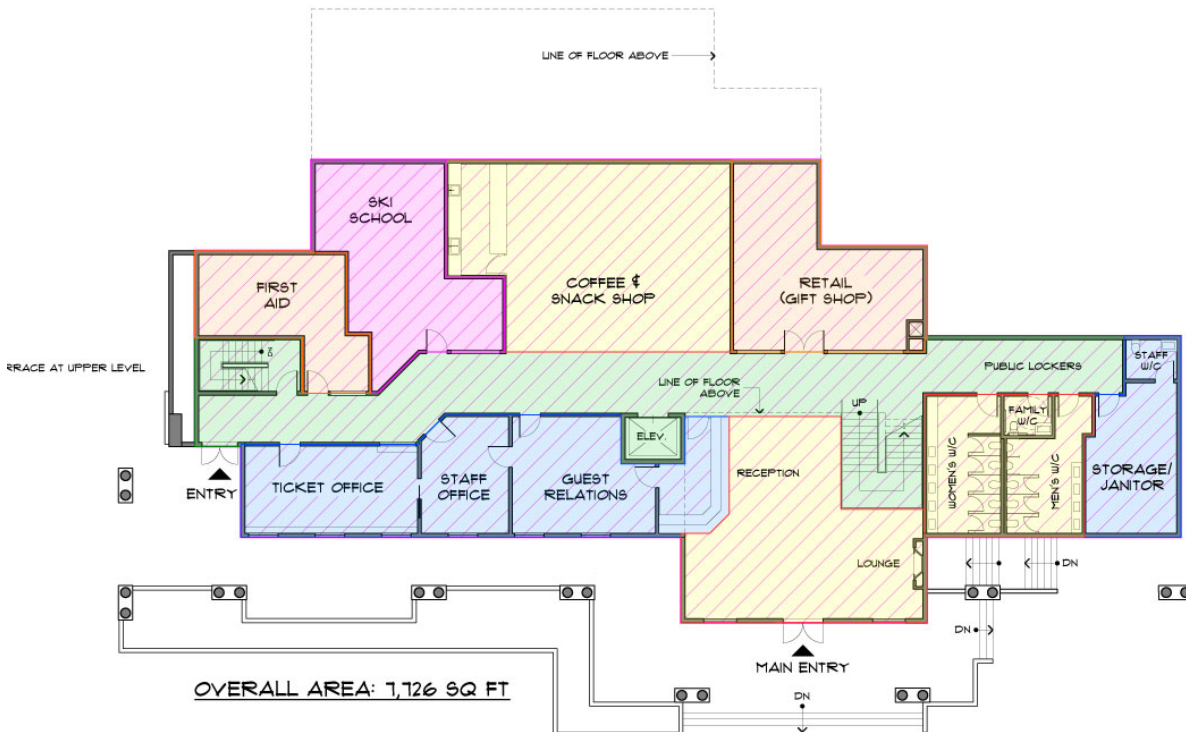 LINE OF FLOOR ABOVE
SKI
SCHOOL
FIRST
AID
COFFEE &
SNACK SHOP
RETAIL
(GIFT SHOP)
DN
RRACE AT UPPER LEVEL
PUBLIC LOCKERS
STAFF
W/C
LINE OF FLOOR
ABOVE
UP
FAMILY
W/C
ELEV.
ENTRY
TICKET OFFICE
STAFF
OFFICE
GUEST
RELATIONS
RECEPTION
WOMEN'S W/C
MEN'S W/C
STORAGE/
JANITOR
LOUNGE
DN
DN
MAIN ENTRY
OVERALL AREA: 7,726 SQ FT
DN